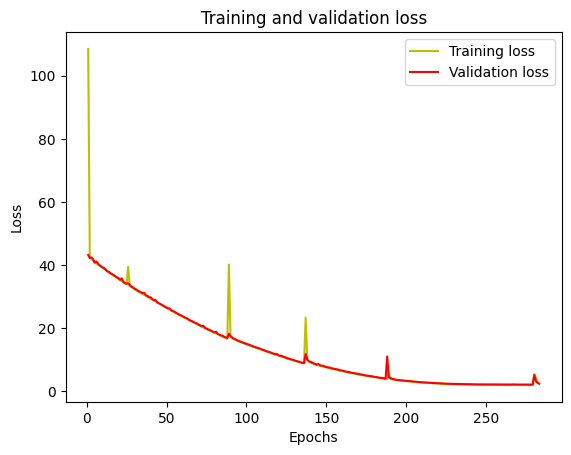 Training and validation loss
Training loss
Validation loss
100
80
60
40
20
0
Loss
0 50 100 150 200 250
Epochs